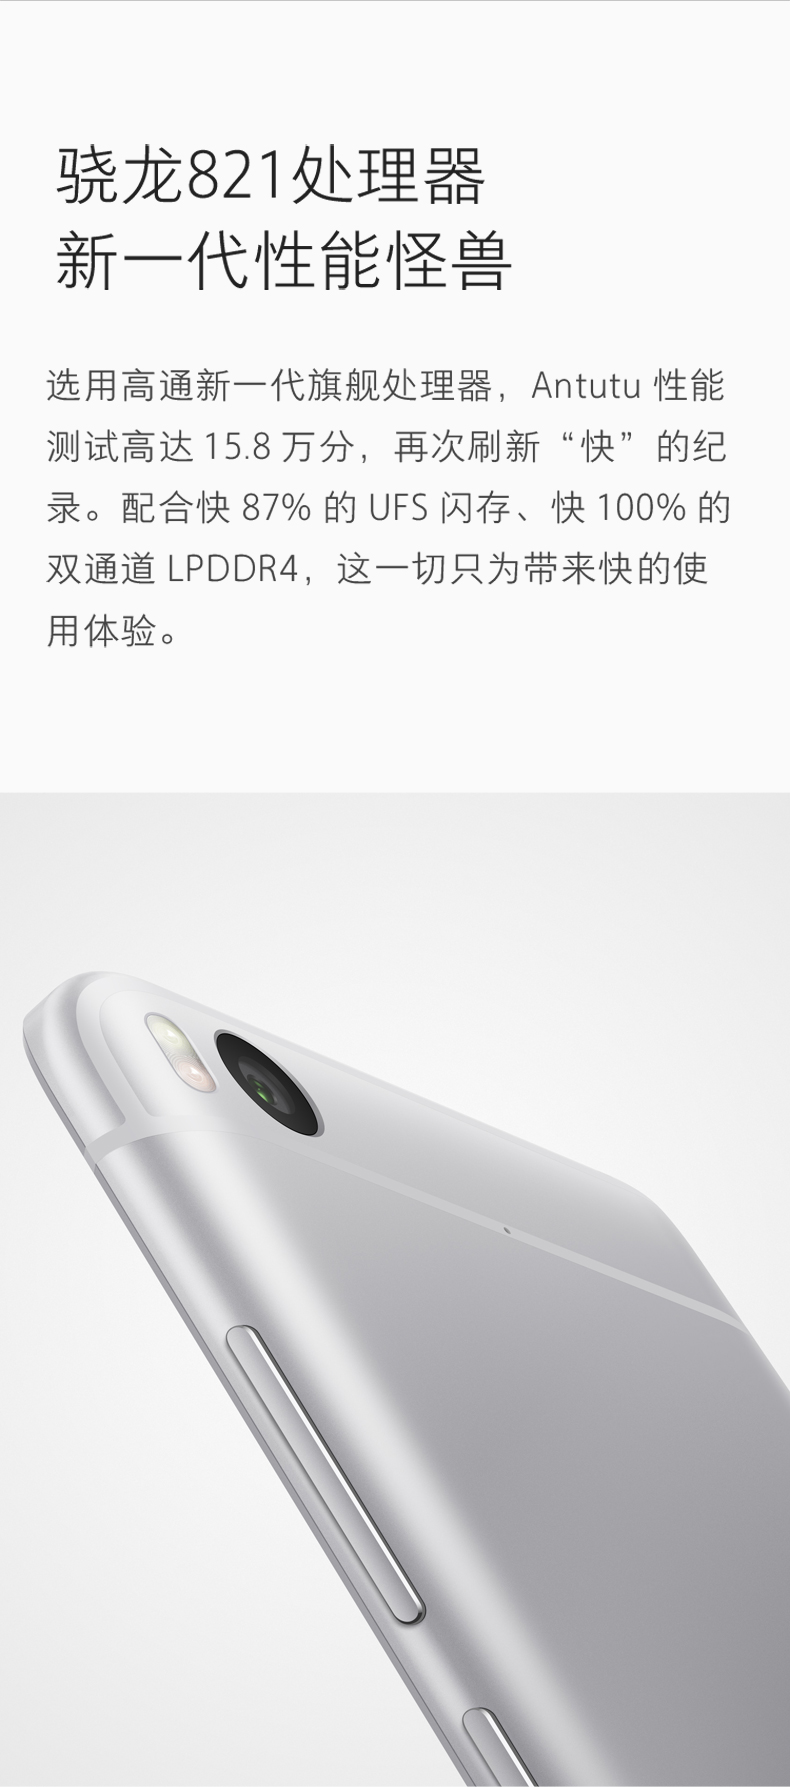 骁龙821处理器
新一代性能怪兽
选用高通新一代旗舰处理器，Antutu 性能
测试高达 15.8 万分，再次刷新“快”的纪
录。配合快 87% 的 UFS 闪存、快 100% 的
双通道 LPDDR4，这一切只为带来快的使
用体验。